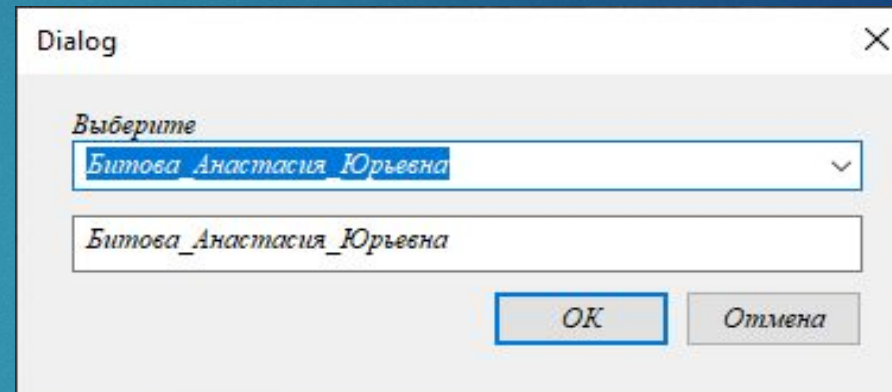 Dialog
Выберите
Битова_Анастасия_Юрьевна
Битова_Анастасия_Юрьевна
OK
Отмена